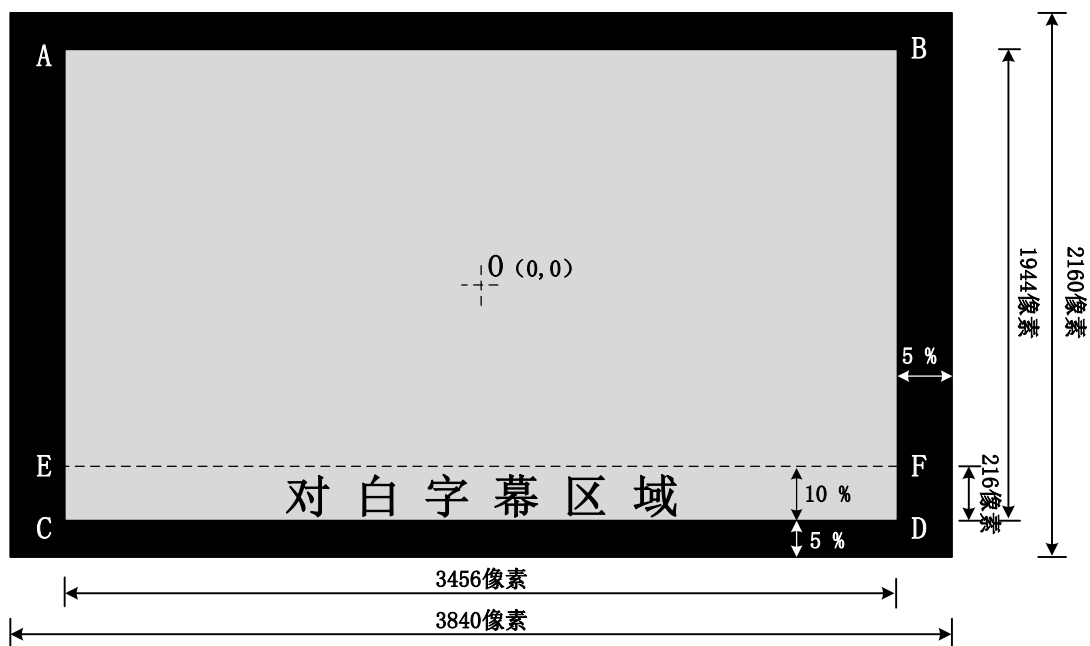 A
B
O（0,0）
1944像素
2160像素
5 %
E
F
对白字幕区域
10 %
216像素
C
D
5 %
3456像素
3840像素